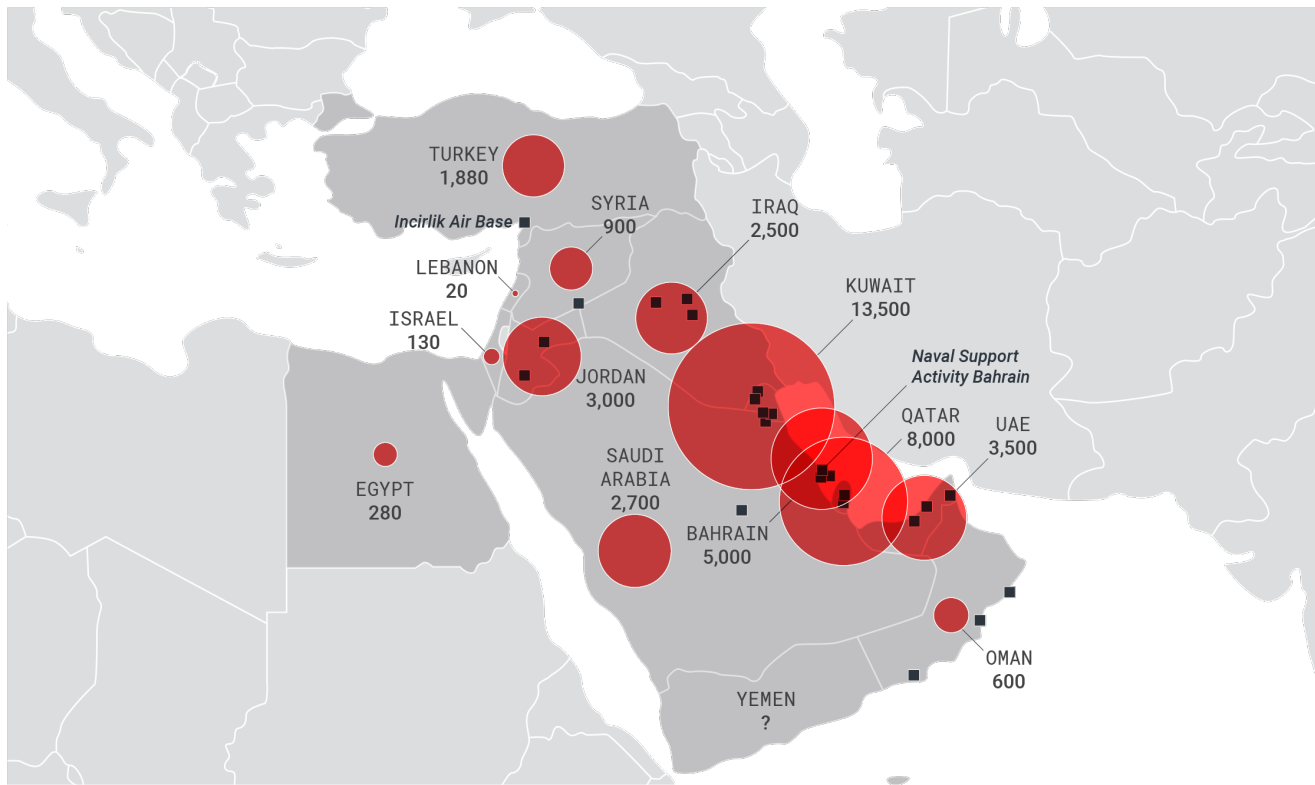 TURKEY
1,880
SYRIA
900
IRAQ
2,500
Incirlik Air Base
LEBANON
20
KUWAIT
13,500
ISRAEL
130
Naval Support
Activity Bahrain
JORDAN
3,000
QATAR
8,000
UAE
3,500
SAUDI
ARABIA
2,700
EGYPT
280
BAHRAIN
5,000
OMAN
600
YEMEN
?